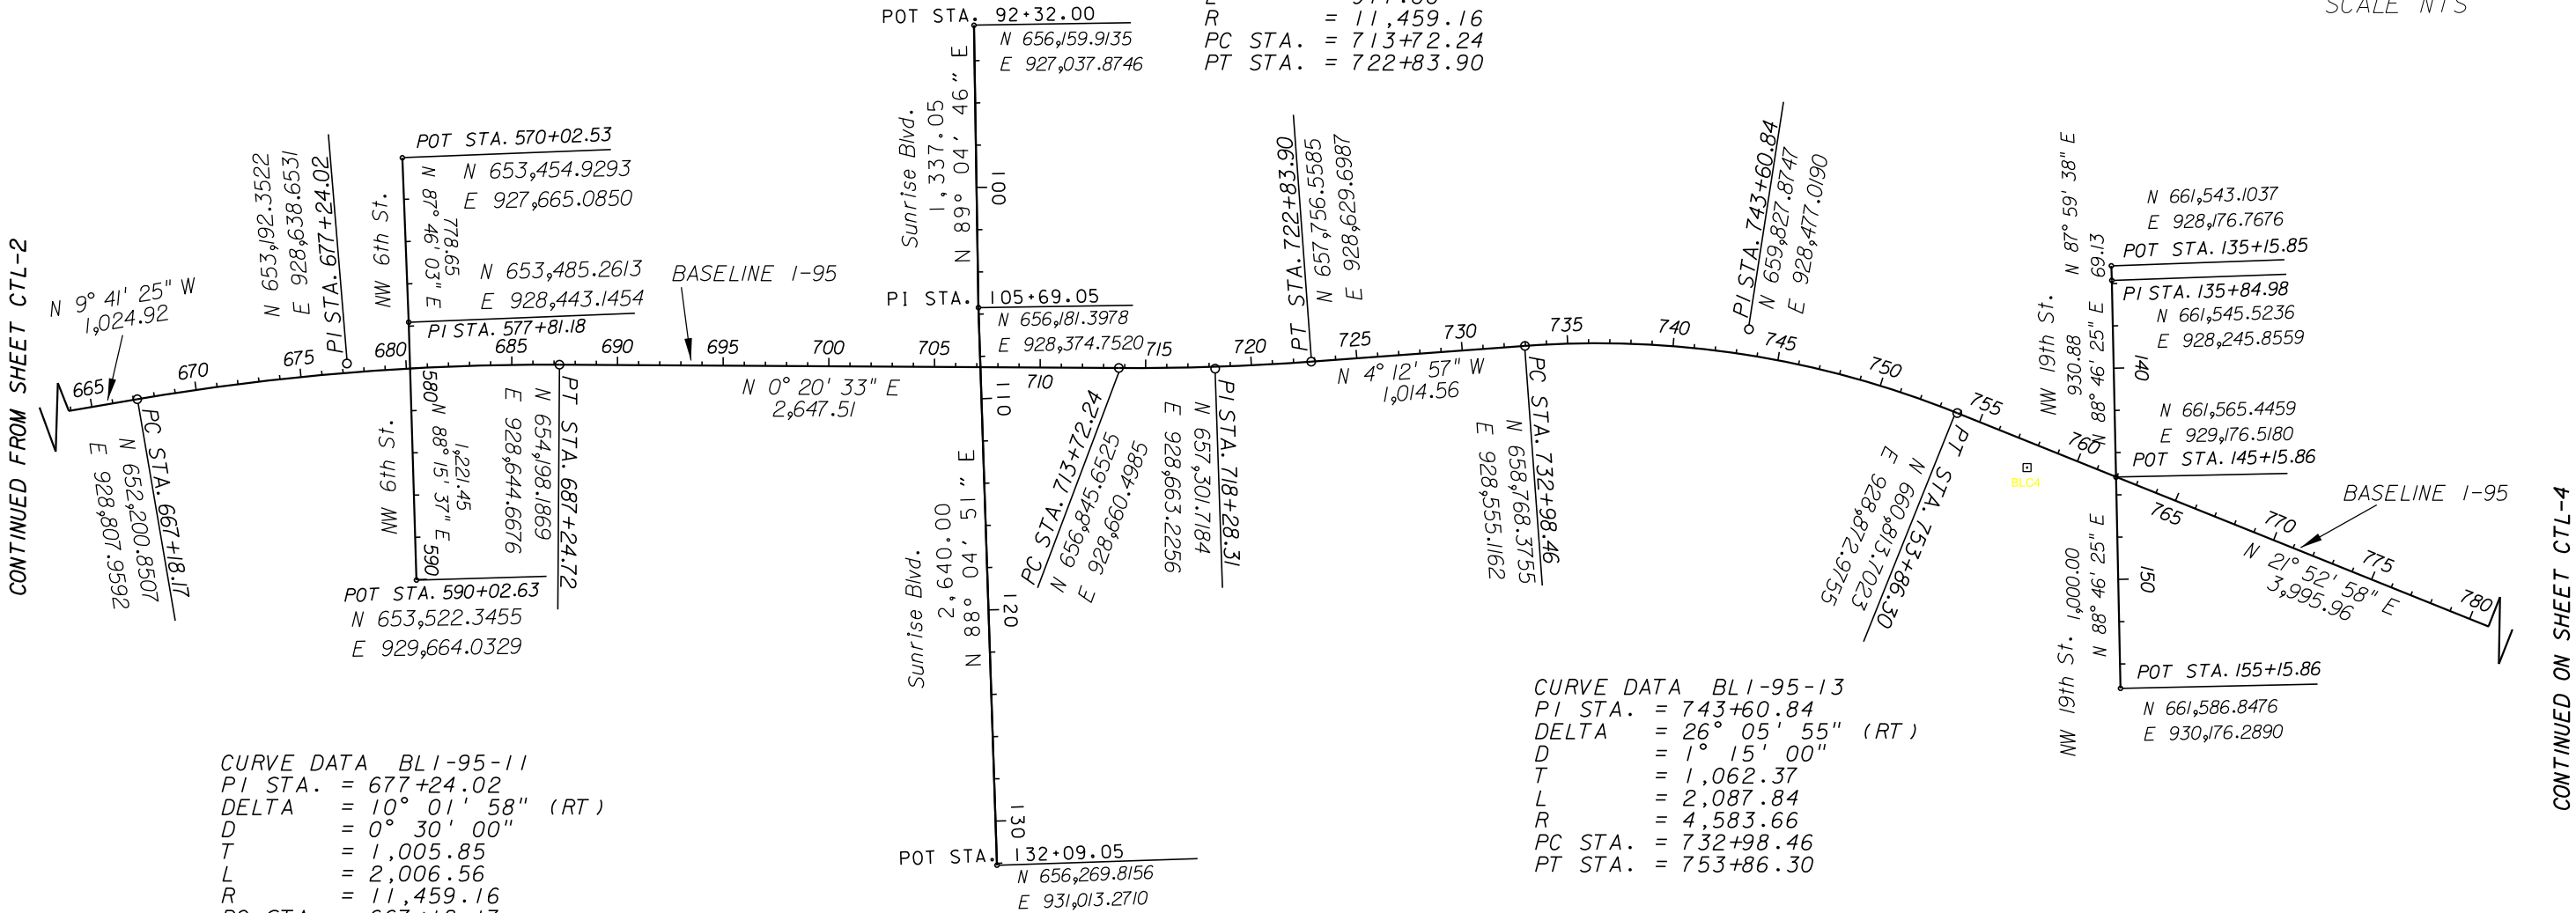 CONTINUED FROM SHEET CTL-2
N 9° 41' 25" W
1,024.92
665
670
675
680
685
690
695
700
705
710
715
720
725
730
735
740
745
750
755
760
765
770
775
780
PC STA. 667+18.17
N 652,200.8507
E 928,807.9592
N 653,192.3522
E 928,638.6531
PI STA. 677+24.02
NW 6th St.
POT STA. 570+02.53
N 653,454.9293
E 927,665.0850
N 87° 46' 03" E
778.65
N 653,485.2613
E 928,443.1454
PI STA. 577+81.18
580
590
NW 6th St.
N 88° 15' 37" E
1,221.45
POT STA. 590+02.63
N 653,522.3455
E 929,664.0329
PT STA. 687+24.72
N 654,198.1869
E 928,644.6676
BASELINE I-95
N 0° 20' 33" E
2,647.51
POT STA. 92+32.00
N 656,159.9135
E 927,037.8746
Sunrise Blvd.
1,337.05
N 89° 04' 46" E
100
PI STA. 105+69.05
N 656,181.3978
E 928,374.7520
110
120
130
Sunrise Blvd.
2,640.00
N 88° 04' 51" E
POT STA. 132+09.05
N 656,269.8156
E 931,013.2710
R = 11,459.16
PC STA. = 713+72.24
PT STA. = 722+83.90
PC STA. 713+72.24
N 656,845.6525
E 928,660.4985
PI STA. 718+28.31
N 657,301.7184
E 928,663.2256
PT STA. 722+83.90
N 657,756.5585
E 928,629.6987
N 4° 12' 57" W
1,014.56
PC STA. 732+98.46
N 658,768.3755
E 928,555.1162
PI STA. 743+60.84
N 659,827.8747
E 928,477.0190
PT STA. 753+86.30
N 660,813.7023
E 928,872.9755
BLC4
SCALE NTS
N 87° 59' 38" E
69.13
N 661,543.1037
E 928,176.7676
POT STA. 135+15.85
PI STA. 135+84.98
N 661,545.5236
E 928,245.8559
NW 19th St.
930.88
N 88° 46' 25" E
140
N 661,565.4459
E 929,176.5180
POT STA. 145+15.86
150
NW 19th St. 1,000.00
N 88° 46' 25" E
POT STA. 155+15.86
N 661,586.8476
E 930,176.2890
BASELINE I-95
N 21° 52' 58" E
3,995.96
CONTINUED ON SHEET CTL-4
CURVE DATA BLI-95-11
PI STA. = 677+24.02
DELTA = 10° 01' 58" (RT)
D = 0° 30' 00"
T = 1,005.85
L = 2,006.56
R = 11,459.16
CURVE DATA BLI-95-13
PI STA. = 743+60.84
DELTA = 26° 05' 55" (RT)
D = 1° 15' 00"
T = 1,062.37
L = 2,087.84
R = 4,583.66
PC STA. = 732+98.46
PT STA. = 753+86.30